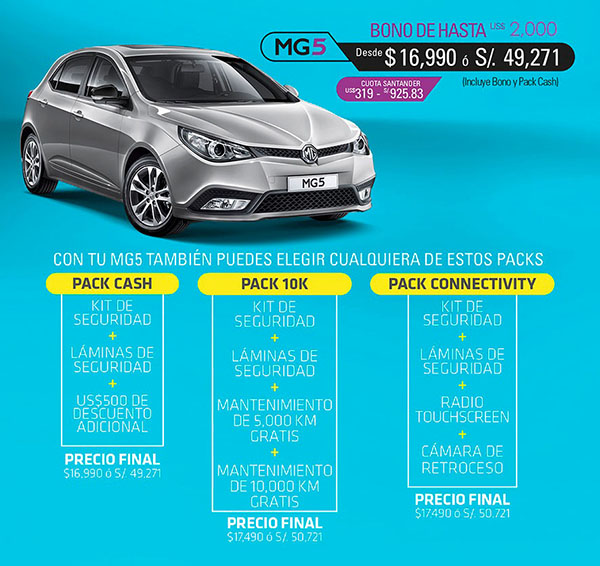 BONO DE HASTA US$ 2,000
MG5 Desde $16,990 ó S/. 49,271
CUOTA SANTANDER
US$319 - S/925.83
(Incluye Bono y Pack Cash)
MG
MG5
CON TU MG5 TAMBIÉN PUEDES ELEGIR CUALQUIERA DE ESTOS PACKS
PACK CASH
KIT DE
SEGURIDAD
+
LÁMINAS DE
SEGURIDAD
+
US$500 DE
DESCUENTO
ADICIONAL
PRECIO FINAL
$16,990 ó S/. 49,271
PACK 10K
KIT DE
SEGURIDAD
+
LÁMINAS DE
SEGURIDAD
+
MANTENIMIENTO
DE 5,000 KM
GRATIS
+
MANTENIMIENTO
DE 10,000 KM
GRATIS
PRECIO FINAL
$17,490 ó S/. 50,721
PACK CONNECTIVITY
KIT DE
SEGURIDAD
+
LÁMINAS DE
SEGURIDAD
+
RADIO
TOUCHSCREEN
+
CÁMARA DE
RETROCESO
PRECIO FINAL
$17,490 ó S/. 50,721